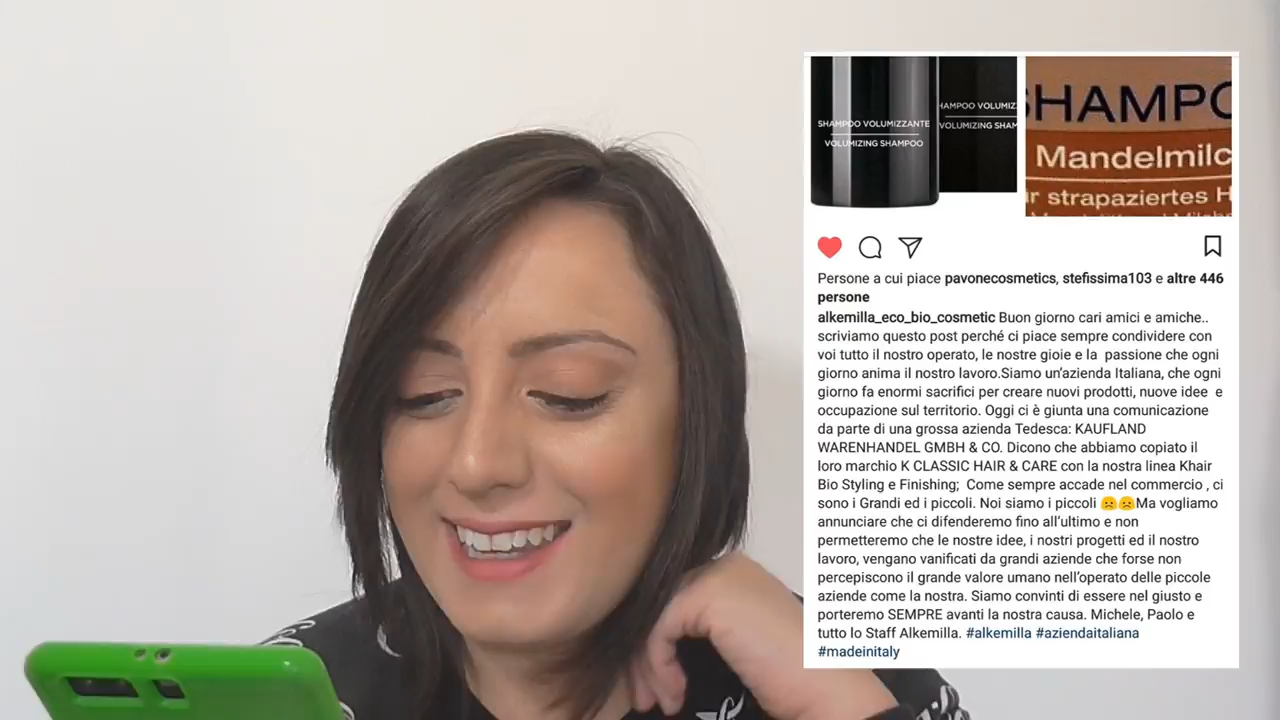 SHAMPOO VOLUMIZZANTE
VOLUMIZING SHAMPOO
HAMPOO VOLUMIZ
VOLUMIZING SHAM
SHAMPO
Mandelmilc
ür strapaziertes H
Persone a cui piace pavonecosmetics, stefissima103 e altre 446
persone
alkemilla_eco_bio_cosmetic Buon giorno cari amici e amiche..
scriviamo questo post perché ci piace sempre condividere con
voi tutto il nostro operato, le nostre gioie e la passione che ogni
giorno anima il nostro lavoro.Siamo un'azienda Italiana, che ogni
giorno fa enormi sacrifici per creare nuovi prodotti, nuove idee e
occupazione sul territorio. Oggi ci è giunta una comunicazione
da parte di una grossa azienda Tedesca: KAUFLAND
WARENHANDEL GMBH & CO. Dicono che abbiamo copiato il
loro marchio K CLASSIC HAIR & CARE con la nostra linea Khair
Bio Styling e Finishing; Come sempre accade nel commercio , ci
sono i Grandi ed i piccoli. Noi siamo i piccoli ☹️☹️Ma vogliamo
annunciare che ci difenderemo fino all'ultimo e non
permetteremo che le nostre idee, i nostri progetti ed il nostro
lavoro, vengano vanificati da grandi aziende che forse non
percepiscono il grande valore umano nell'operato delle piccole
aziende come la nostra. Siamo convinti di essere nel giusto e
porteremo SEMPRE avanti la nostra causa. Michele, Paolo e
tutto lo Staff Alkemilla. #alkemilla #aziendaitaliana
#madeinitaly